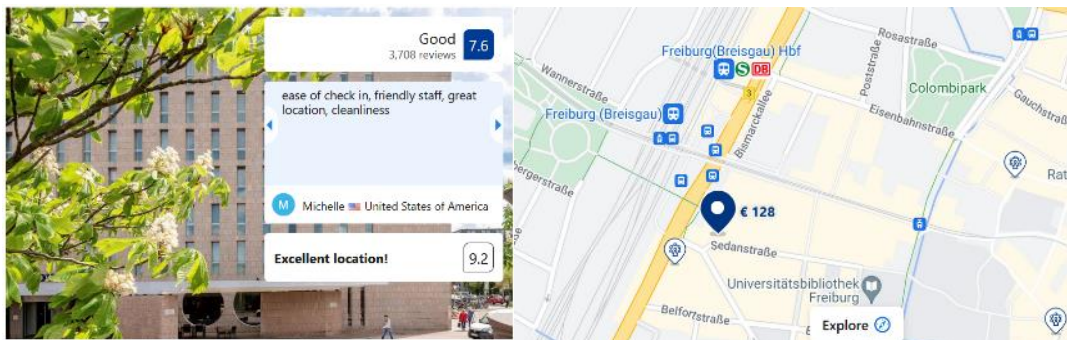 Good
7.6
3,708 reviews
ease of check in, friendly staff, great
location, cleanliness
M
Michelle
United States of America
Excellent location!
9.2
Freiburg(Breisgau) Hbf
S
DB
Rosastraße
Poststraße
Colombipark
Gauchstraße
Wannerstraße
3
Freiburg (Breisgau)
Bismarckallee
Eisenbahnstraße
bergerstraße
Rat
€ 128
Sedanstraße
Universitätsbibliothek
Freiburg
Belfortstraße
Explore